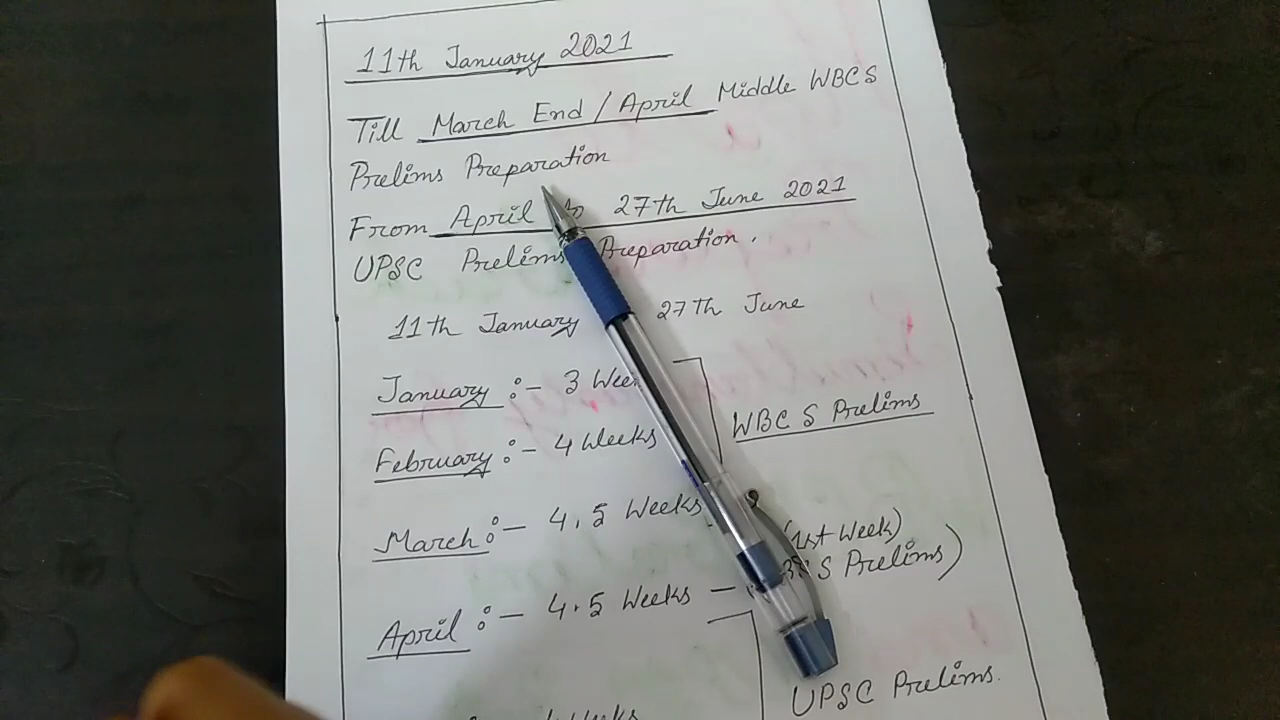 11th January 2021
Till March End / April Middle WBCS
Prelims Preparation
From April to 27th June 2021
UPSC Prelims Preparation.
11th January 27th June
January :- 3
February :- 4 Weeks
WBCS Prelims
March :- 4.5 Weeks
(1st Week)
April :- 4.5 Weeks - Prelims)
UPSC Prelims.